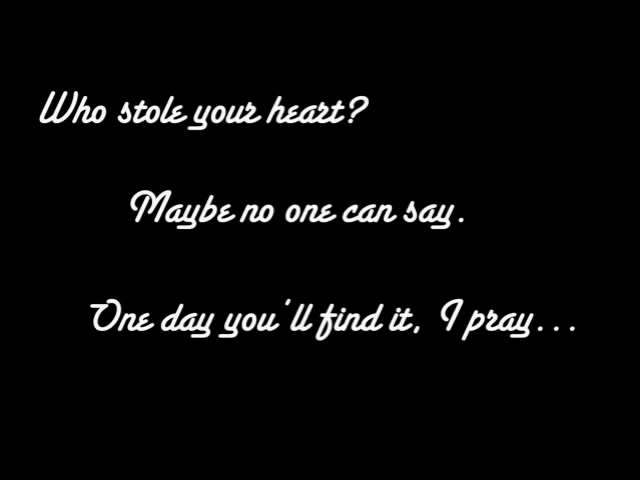 Who stole your heart?
Maybe no one can say.
One day you'll find it, I pray...